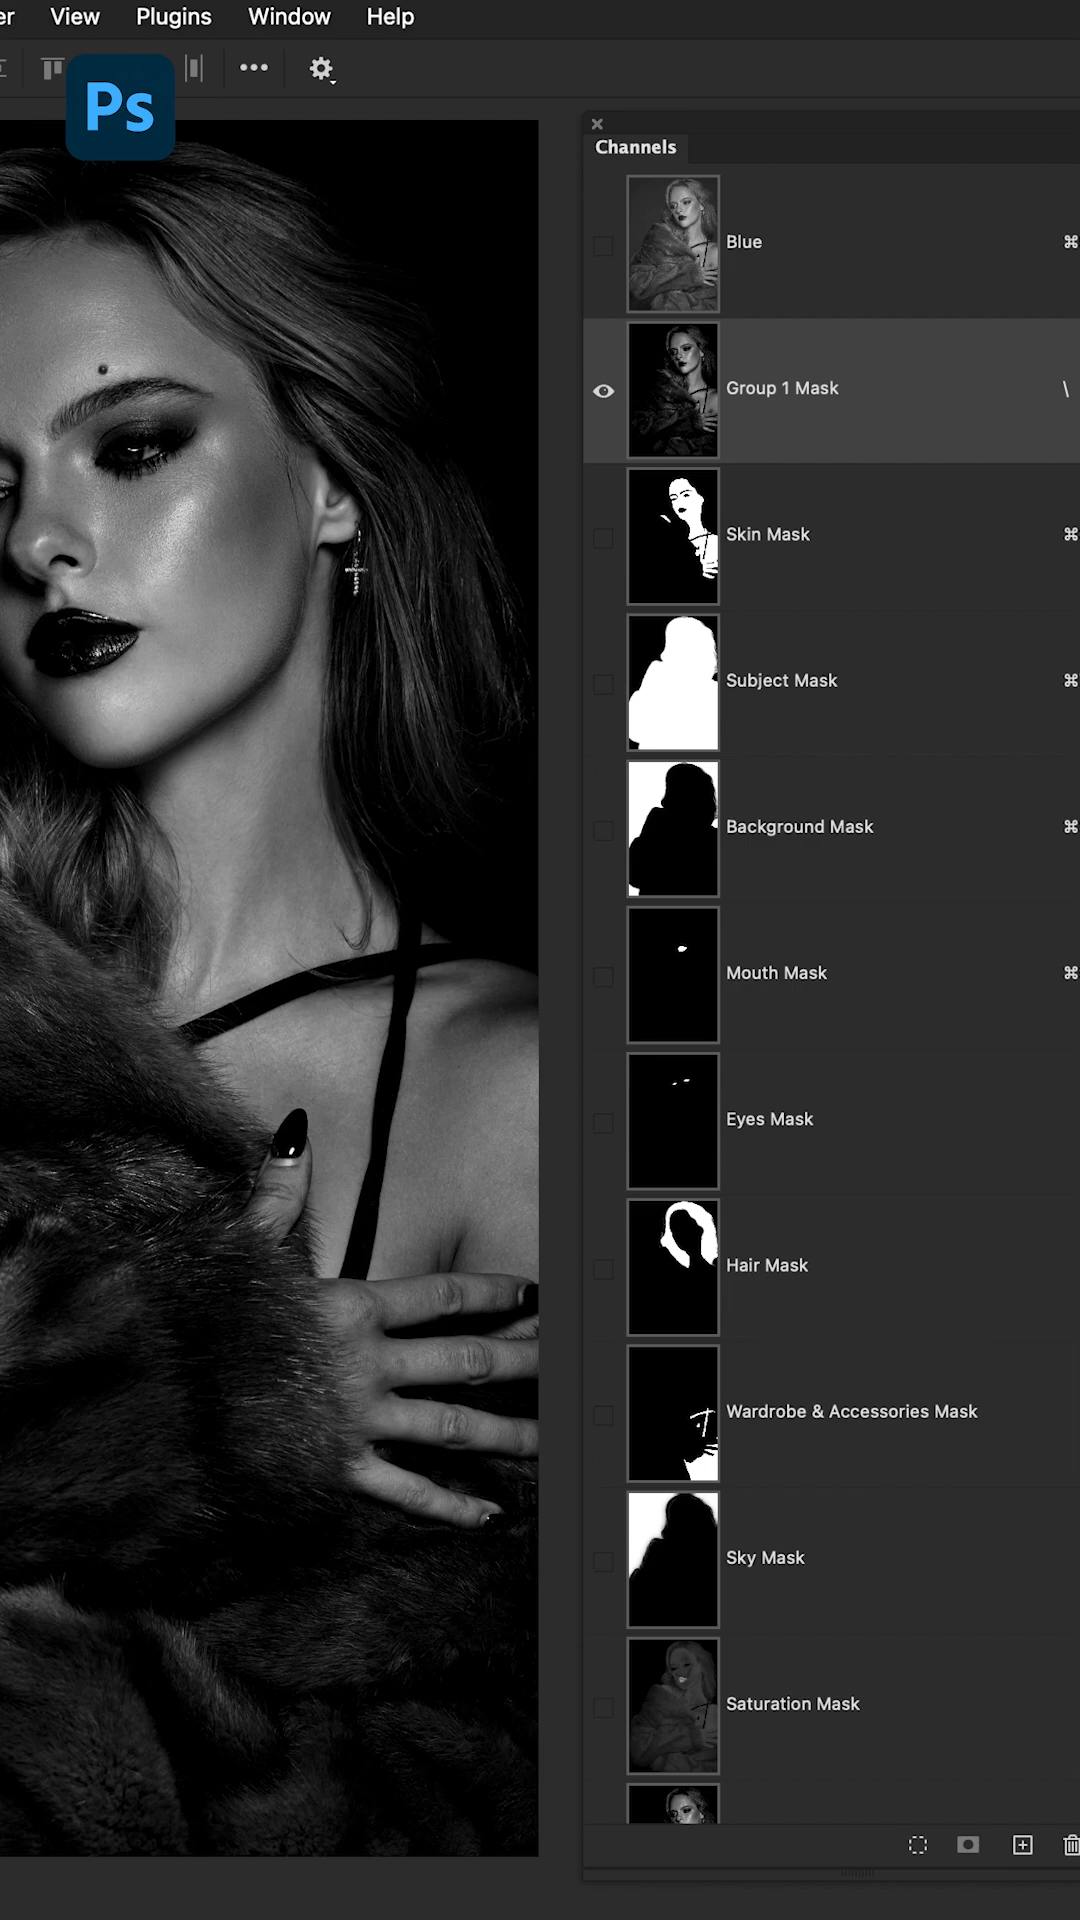 View Plugins Window Help
Ps
Channels
Blue ⌘
Group 1 Mask \
Skin Mask ⌘
Subject Mask ⌘
Background Mask ⌘
Mouth Mask ⌘
Eyes Mask
Hair Mask
Wardrobe & Accessories Mask
Sky Mask
Saturation Mask